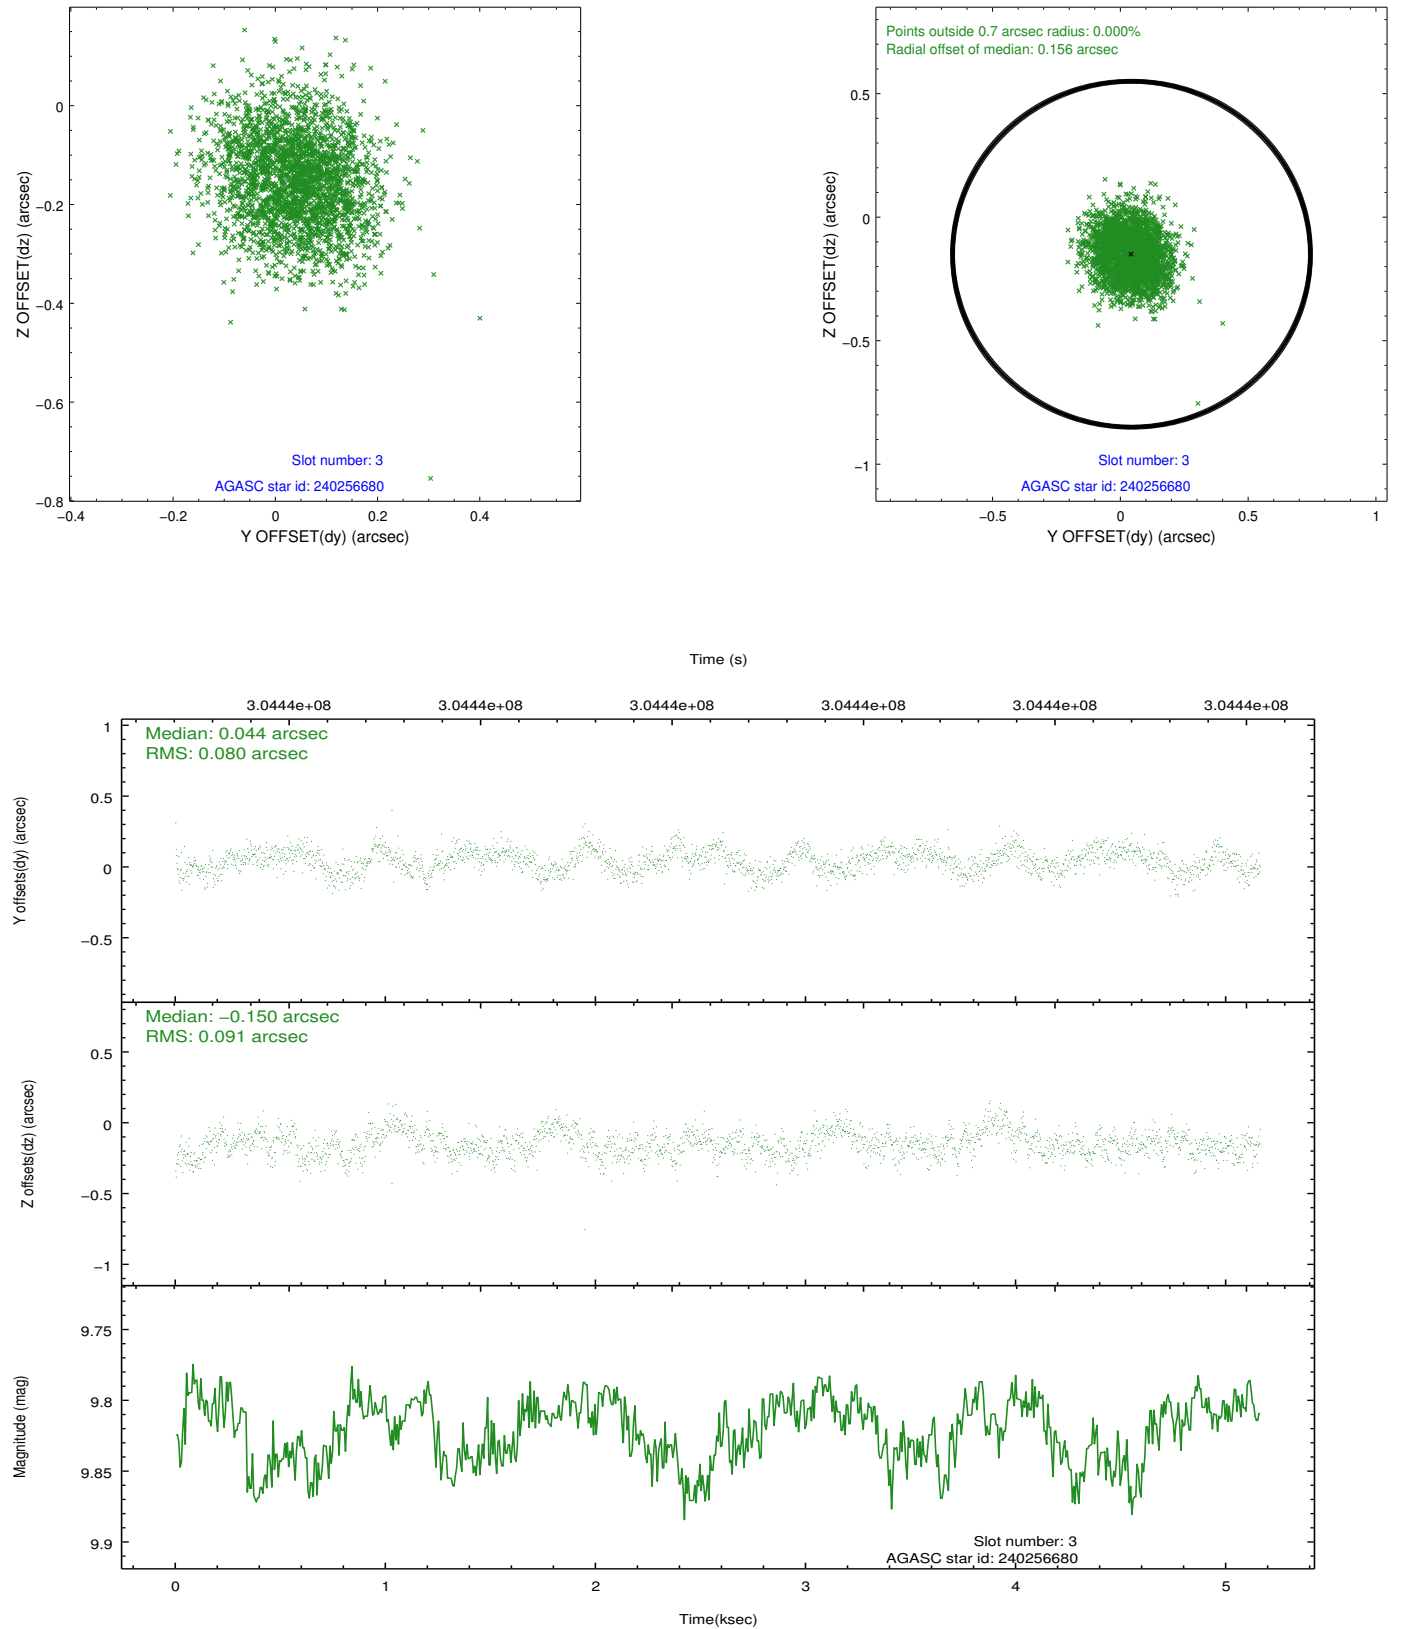 0
−0.2
−0.4
−0.6
−0.8
−0.4
−0.2
0
0.2
0.4
Z OFFSET(dz) (arcsec)
Y OFFSET(dy) (arcsec)
Slot number: 3
AGASC star id: 240256680
Points outside 0.7 arcsec radius: 0.000%
Radial offset of median: 0.156 arcsec
0.5
0
−0.5
−1
−0.5
0
0.5
1
Z OFFSET(dz) (arcsec)
Y OFFSET(dy) (arcsec)
Slot number: 3
AGASC star id: 240256680
Time (s)
3.0444e+08
3.0444e+08
3.0444e+08
3.0444e+08
3.0444e+08
3.0444e+08
Median: 0.044 arcsec
RMS: 0.080 arcsec
1
0.5
0
−0.5
Y offsets(dy) (arcsec)
Median: −0.150 arcsec
RMS: 0.091 arcsec
0.5
0
−0.5
−1
Z offsets(dz) (arcsec)
9.75
9.8
9.85
9.9
Magnitude (mag)
Slot number: 3
AGASC star id: 240256680
0
1
2
3
4
5
Time(ksec)